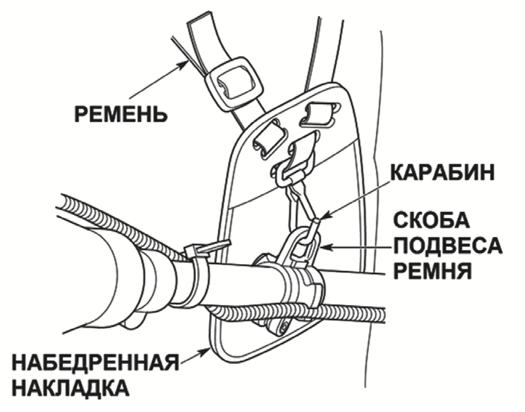 РЕМЕНЬ
КАРАБИН
СКОБА
ПОДВЕСА
РЕМНЯ
НАБЕДРЕННАЯ
НАКЛАДКА